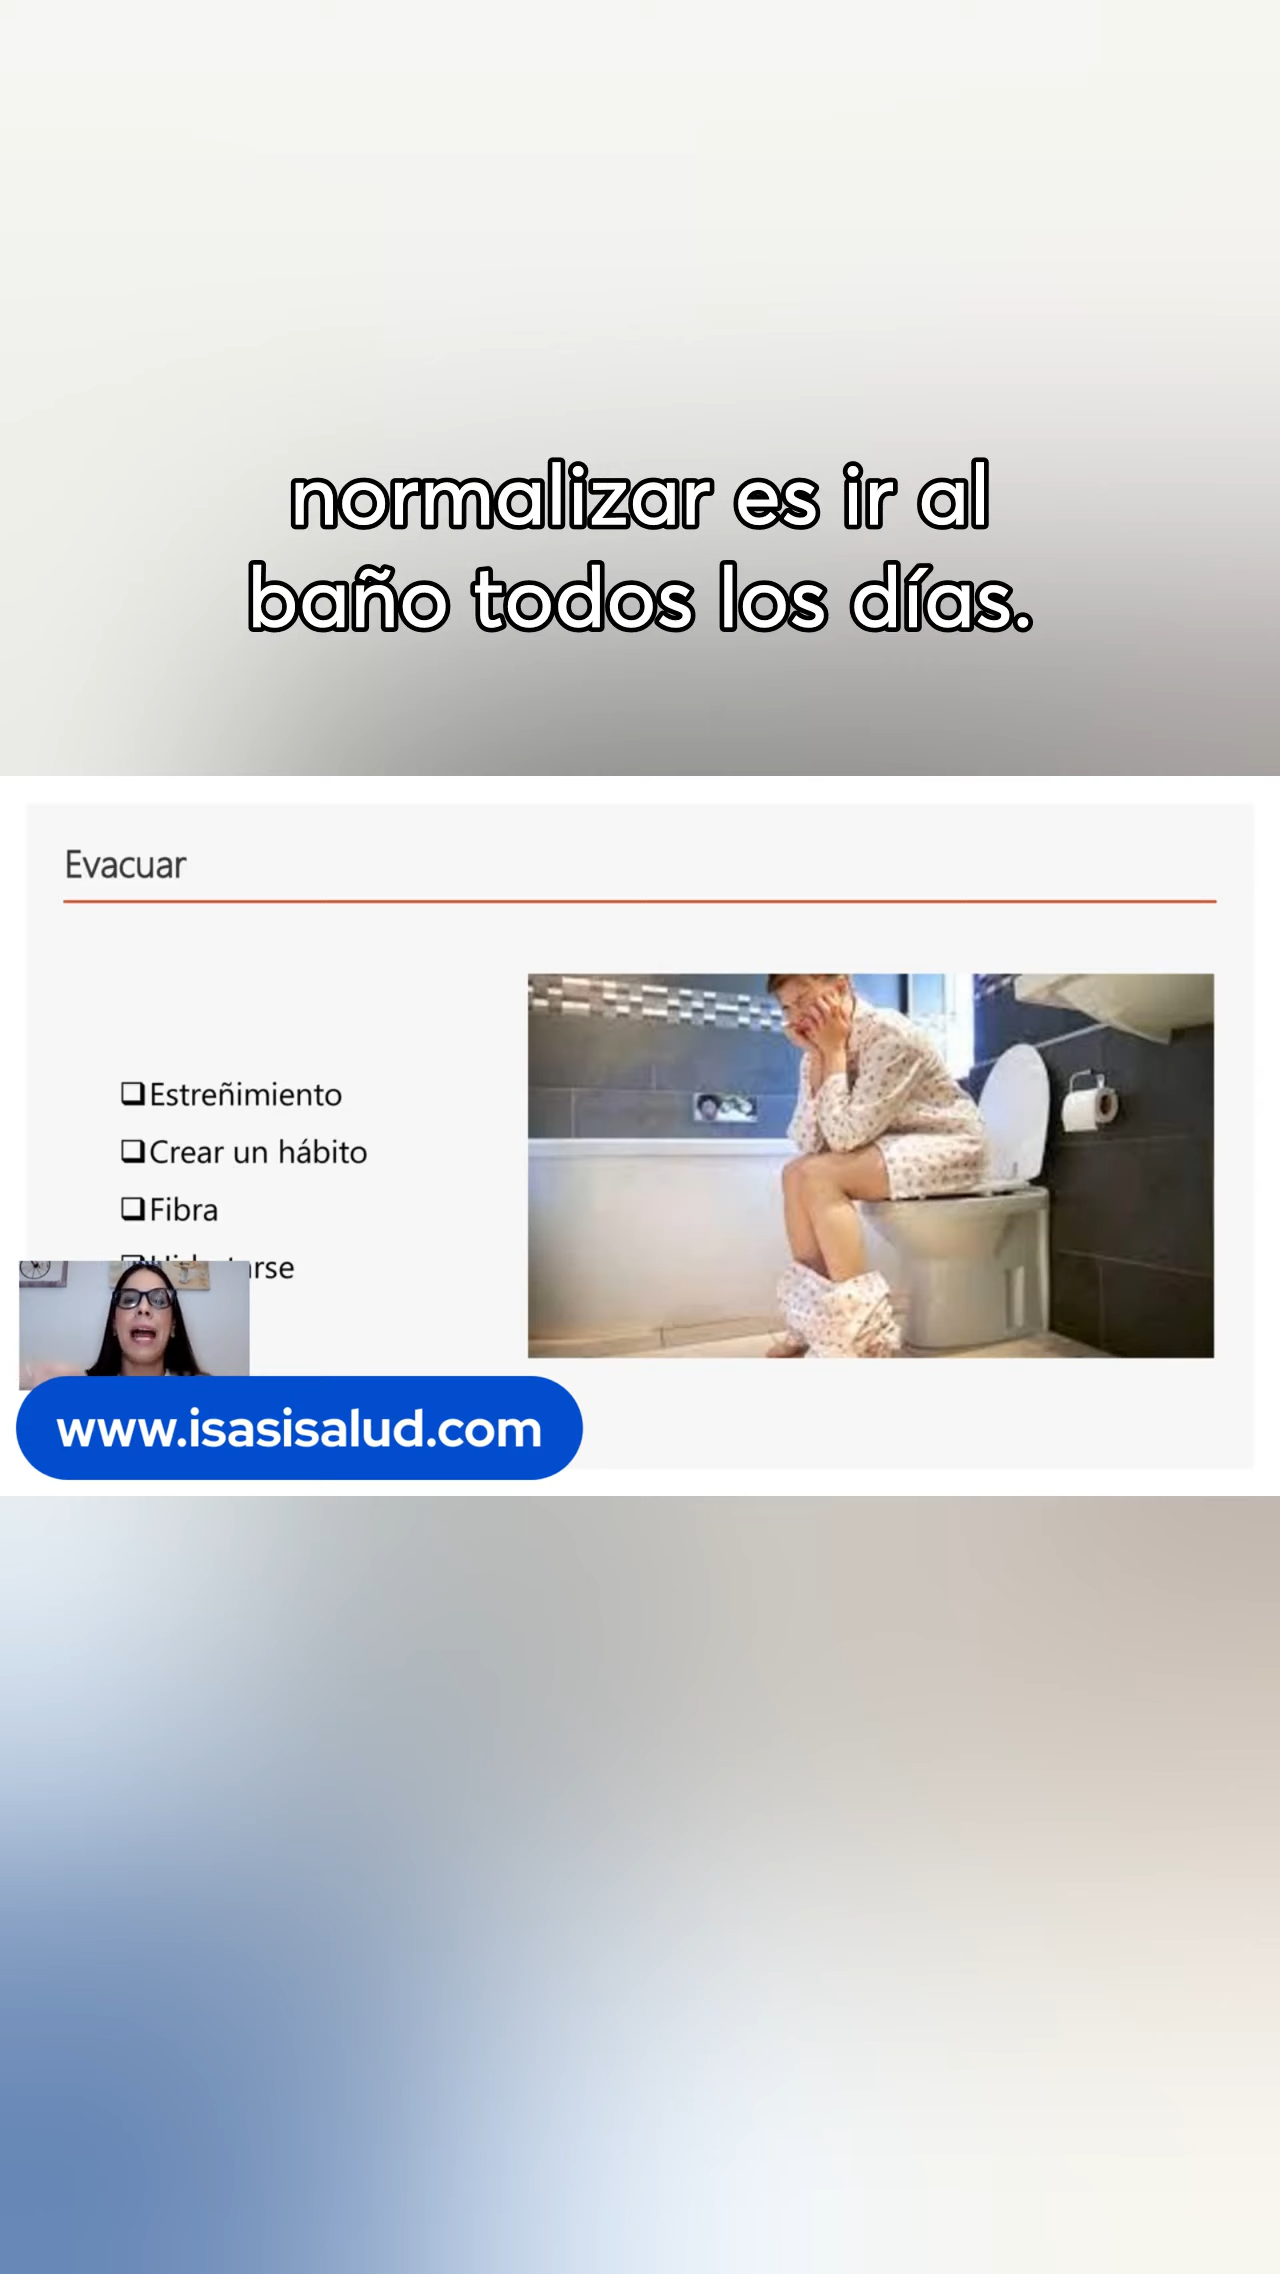 normalizar es ir al
baño todos los días.
Evacuar
Estreñimiento
Crear un hábito
Fibra
www.isasisalud.com